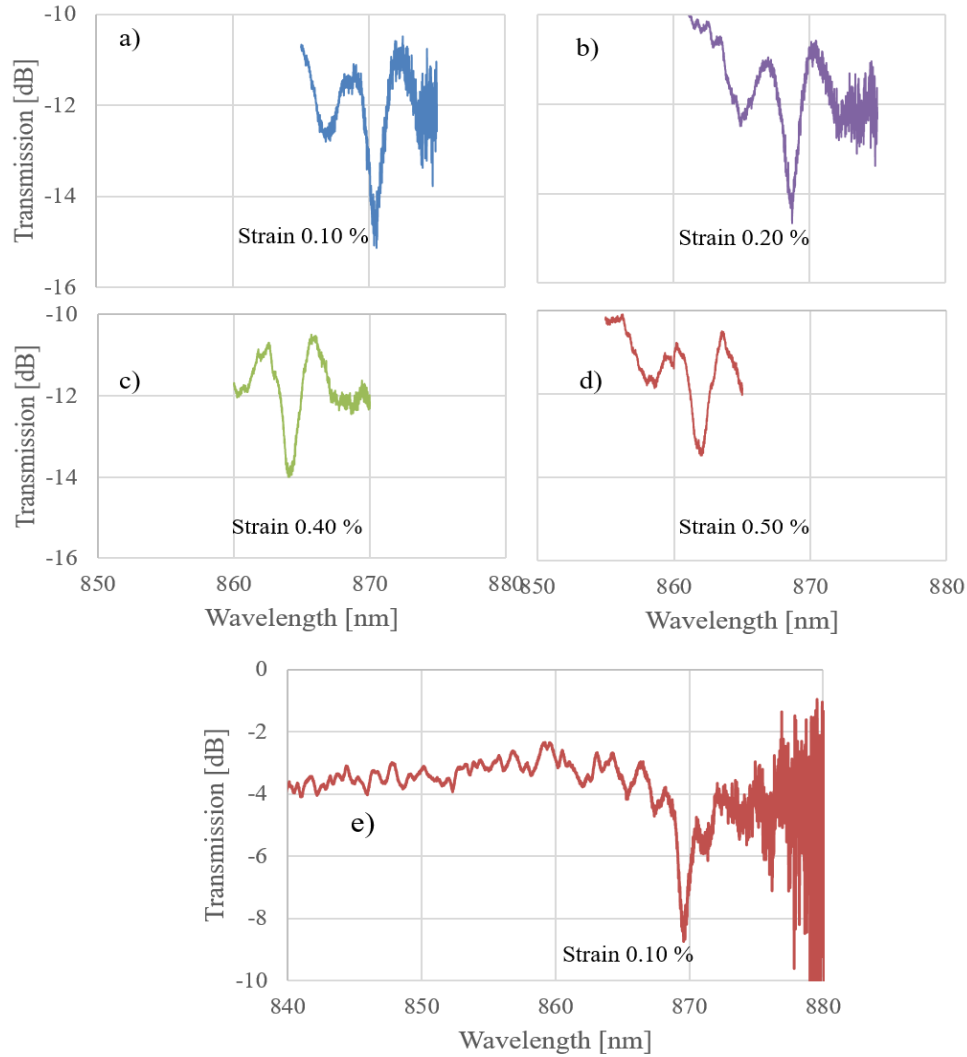 -10
-12
-14
-16
Transmission [dB]
a)
Strain 0.10 %
b)
Strain 0.20 %
-10
-12
-14
-16
Transmission [dB]
c)
Strain 0.40 %
d)
Strain 0.50 %
850 860 870 880
Wavelength [nm]
850 860 870 880
Wavelength [nm]
0
-2
-4
-6
-8
-10
Transmission [dB]
e)
Strain 0.10 %
840 850 860 870 880
Wavelength [nm]